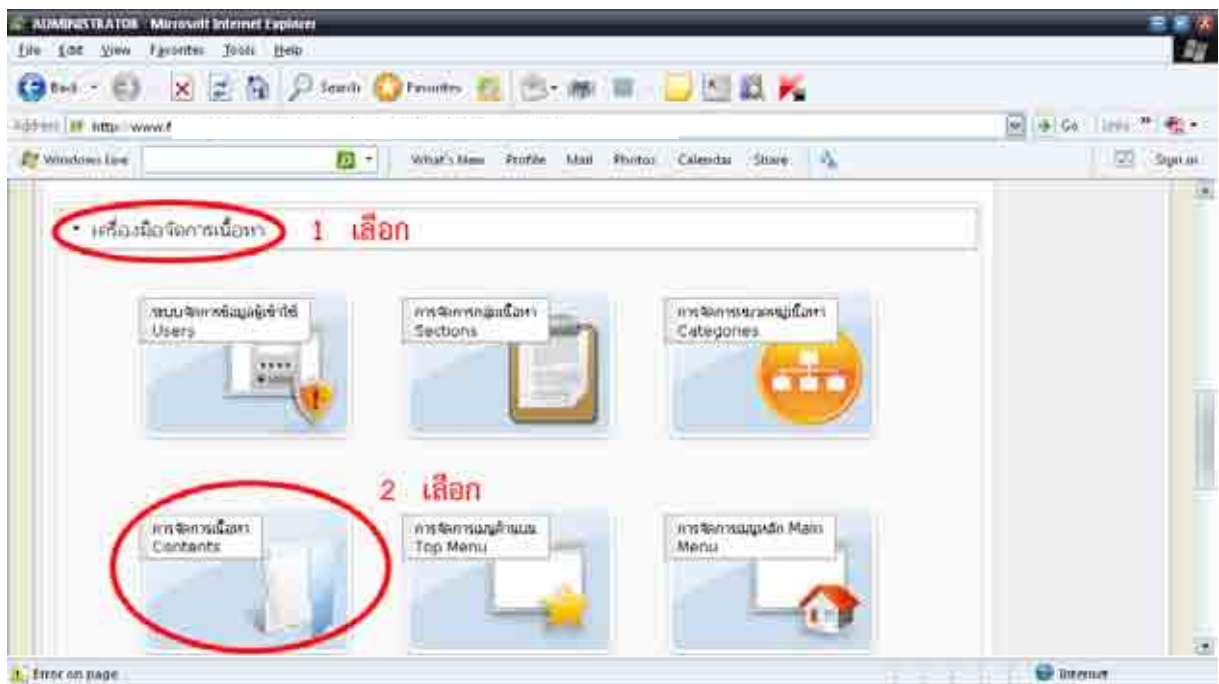 ADMINISTRATOR Microsoft Internet Explorer
File Edit View Favorites Tools Help
Back Search Favorites
Address http www.f
Go Links »
Windows Live What's New Profile Mail Photos Calendar Share Sign in
• เครื่องมือจัดการเนื้อหา 1 เลือก
ระบบจัดการข้อมูลผู้เข้าใช้
Users
การจัดการกลุ่มเนื้อหา
Sections
การจัดการหมวดหมู่เนื้อหา
Categories
2 เลือก
การจัดการเนื้อหา
Contents
การจัดการเมนูด้านบน
Top Menu
การจัดการเมนูหลัก Main
Menu
Error on page
Internet